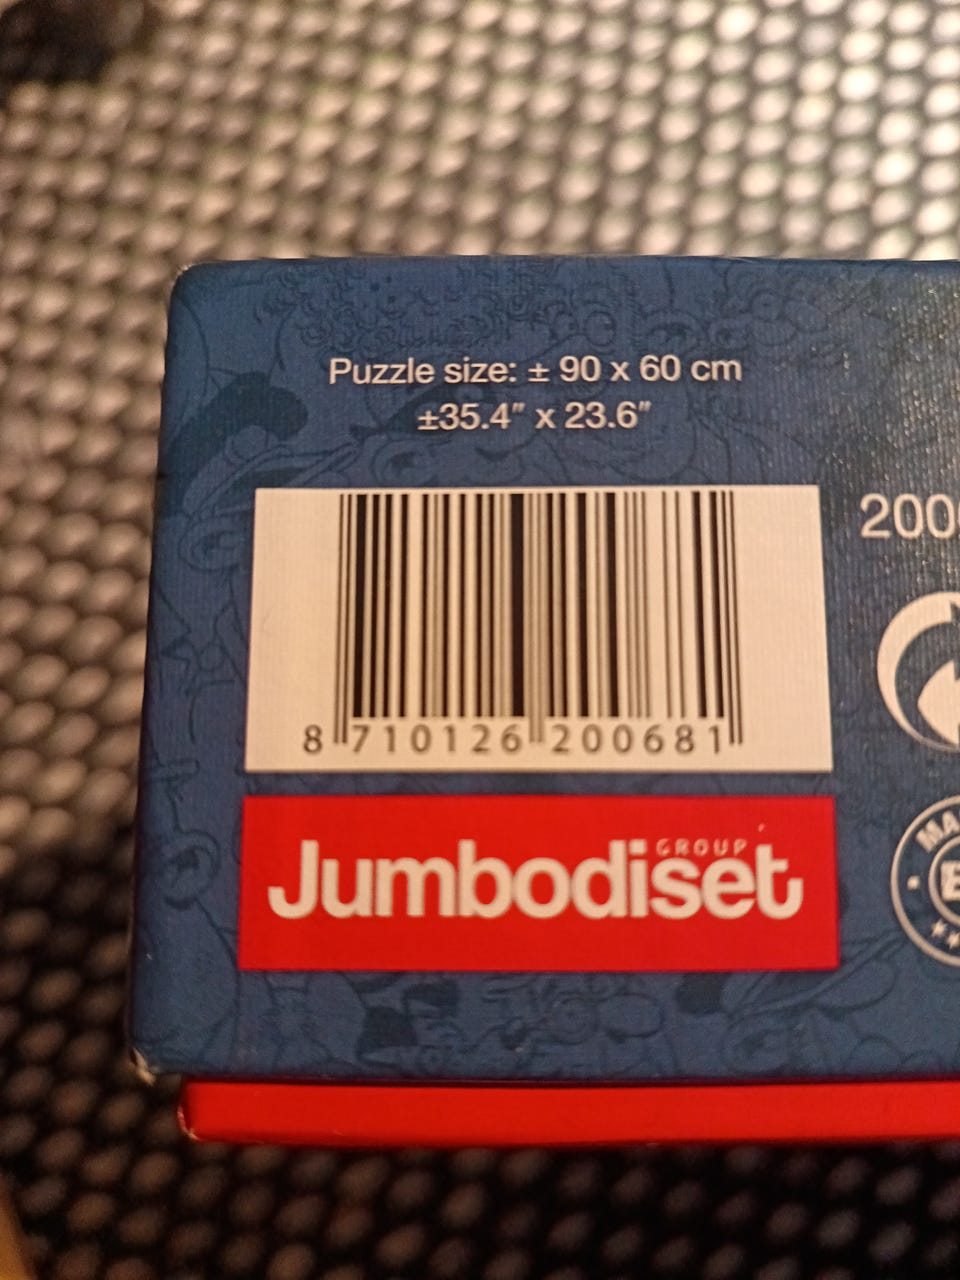 Puzzle size: ± 90 x 60 cm
±35.4" x 23.6"
8 710126 200681
GROUP
Jumbodiset